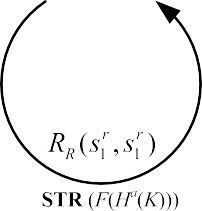 R_R(s_1^r, s_1^r)
STR (F(H^a(K)))